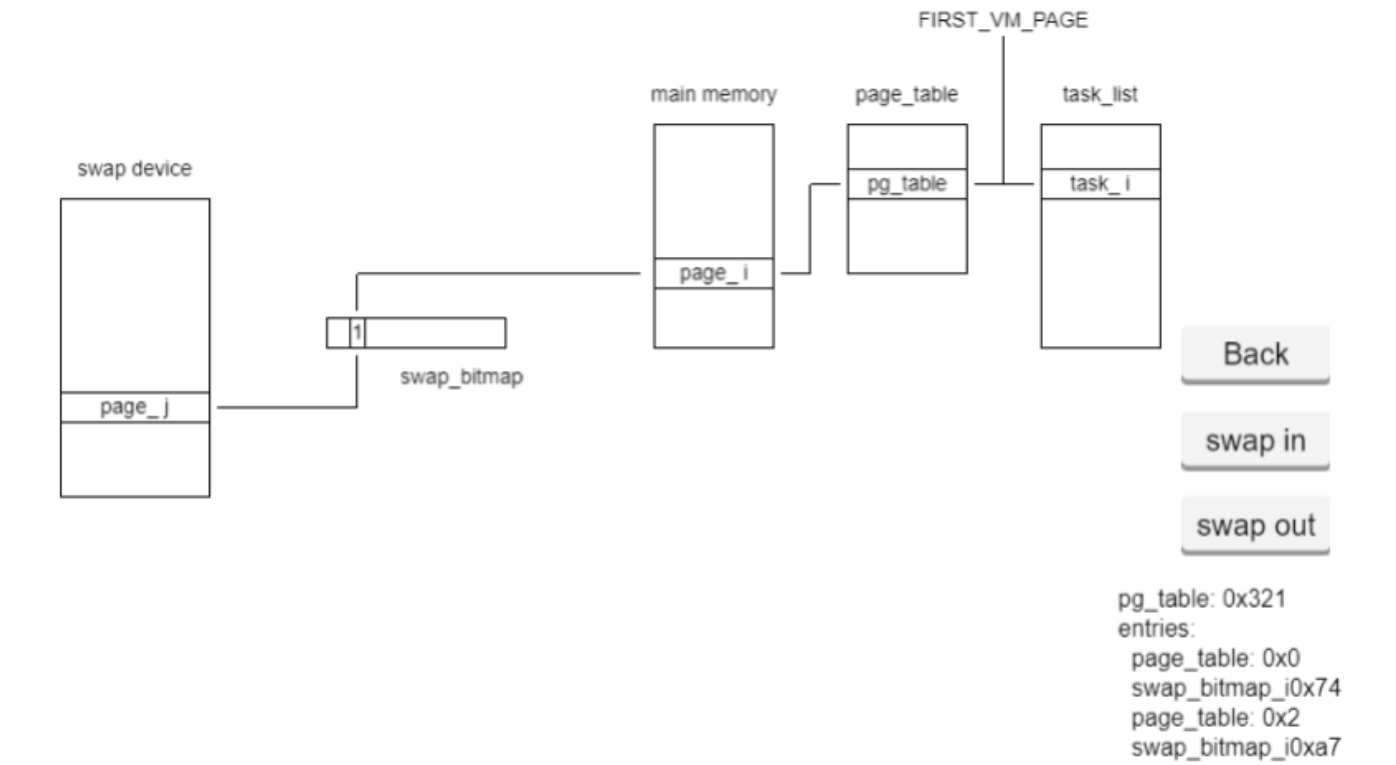 FIRST_VM_PAGE
main memory
page_table
task_list
swap device
pg_table
task_ i
page_ i
1
swap_bitmap
page_ j
Back
swap in
swap out
pg_table: 0x321
entries:
page_table: 0x0
swap_bitmap_i0x74
page_table: 0x2
swap_bitmap_i0xa7